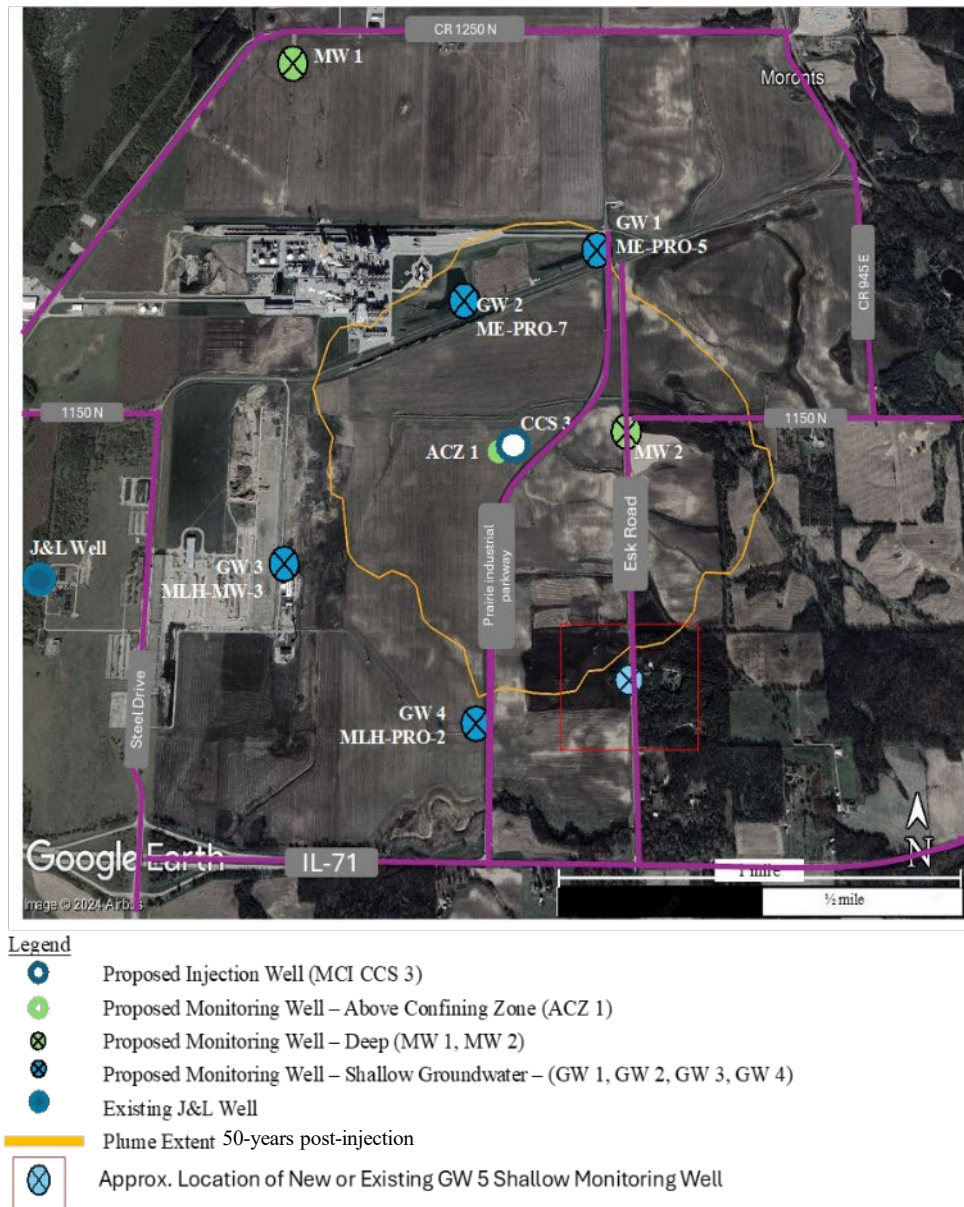 CR 1250 N
MW 1
Moronts
GW 1
ME-PRO-5
CR 945 E
GW 2
ME-PRO-7
1150 N
1150 N
CCS 3
ACZ 1
MW 2
Esk Road
J&L Well
GW 3
MLH-MW-3
Prairie industrial
parkway
Steel Drive
GW 4
MLH-PRO-2
N
Google Earth
IL-71
1 mile
½ mile
Image © 2024 Airbus
Legend
Proposed Injection Well (MCI CCS 3)
Proposed Monitoring Well – Above Confining Zone (ACZ 1)
Proposed Monitoring Well – Deep (MW 1, MW 2)
Proposed Monitoring Well – Shallow Groundwater – (GW 1, GW 2, GW 3, GW 4)
Existing J&L Well
Plume Extent 50-years post-injection
Approx. Location of New or Existing GW 5 Shallow Monitoring Well